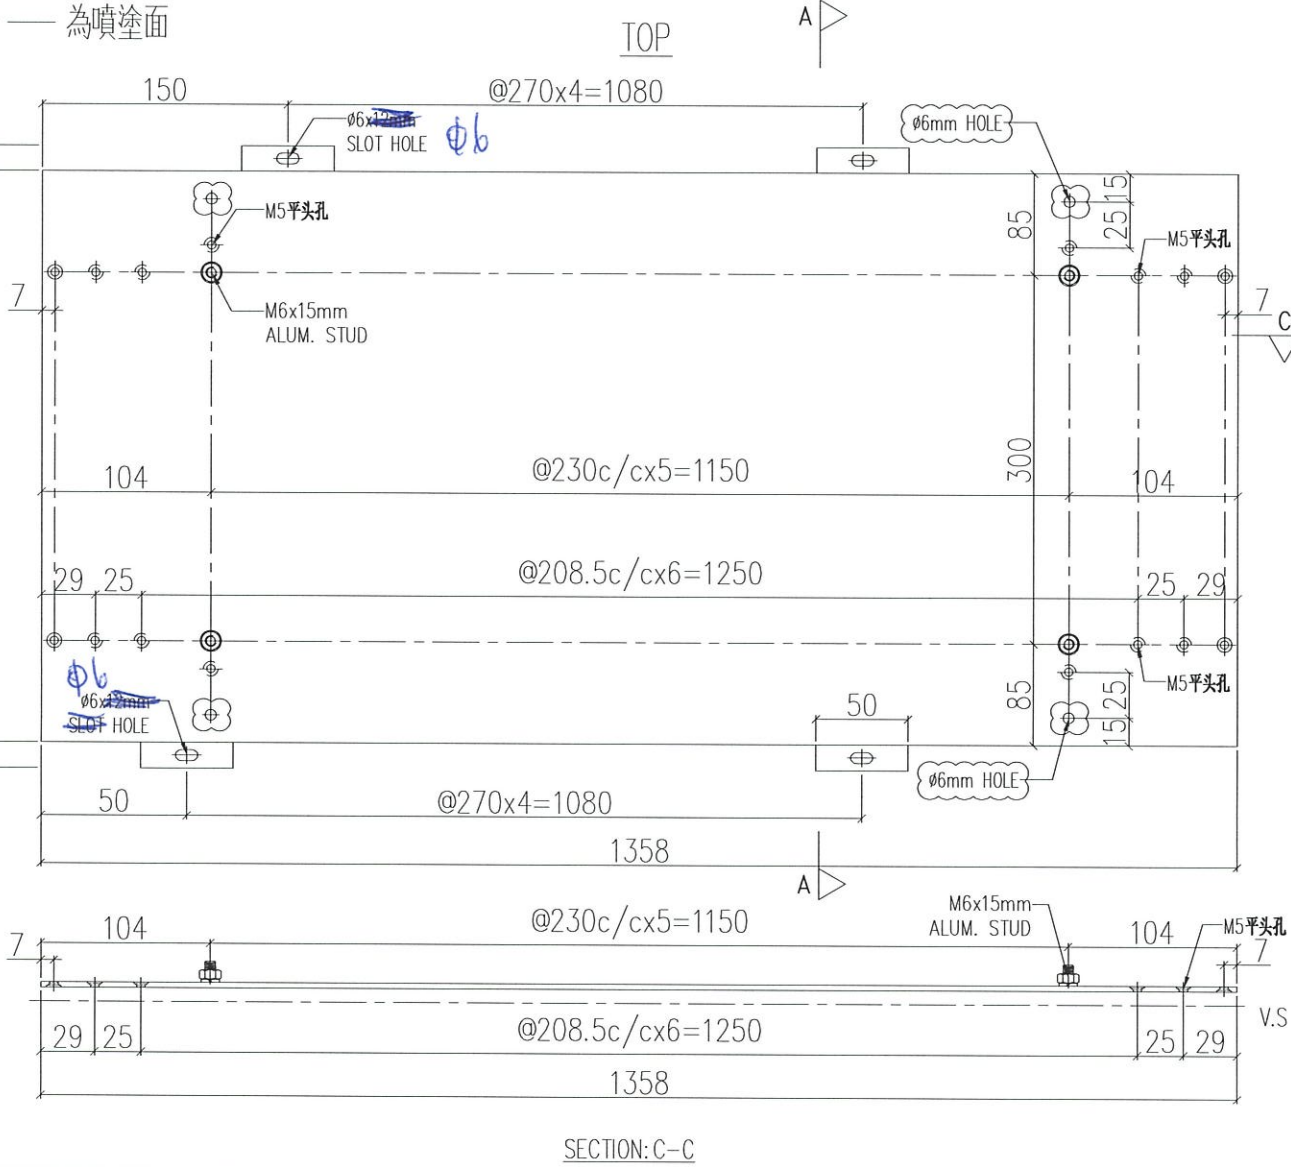 為噴塗面
TOP
A
150
@270x4=1080
ø6x12mm
SLOT HOLE
Φ6
ø6mm HOLE
15
85
25
M5平头孔
M5平头孔
7
M6x15mm
ALUM. STUD
7
C
104
@230c/cx5=1150
300
104
29
25
@208.5c/cx6=1250
25
29
Φ6
ø6x12mm
SLOT HOLE
85
25
15
M5平头孔
50
ø6mm HOLE
50
@270x4=1080
1358
A
7
104
@230c/cx5=1150
M6x15mm
ALUM. STUD
104
M5平头孔
7
V.S
29
25
@208.5c/cx6=1250
25
29
1358
SECTION:C-C